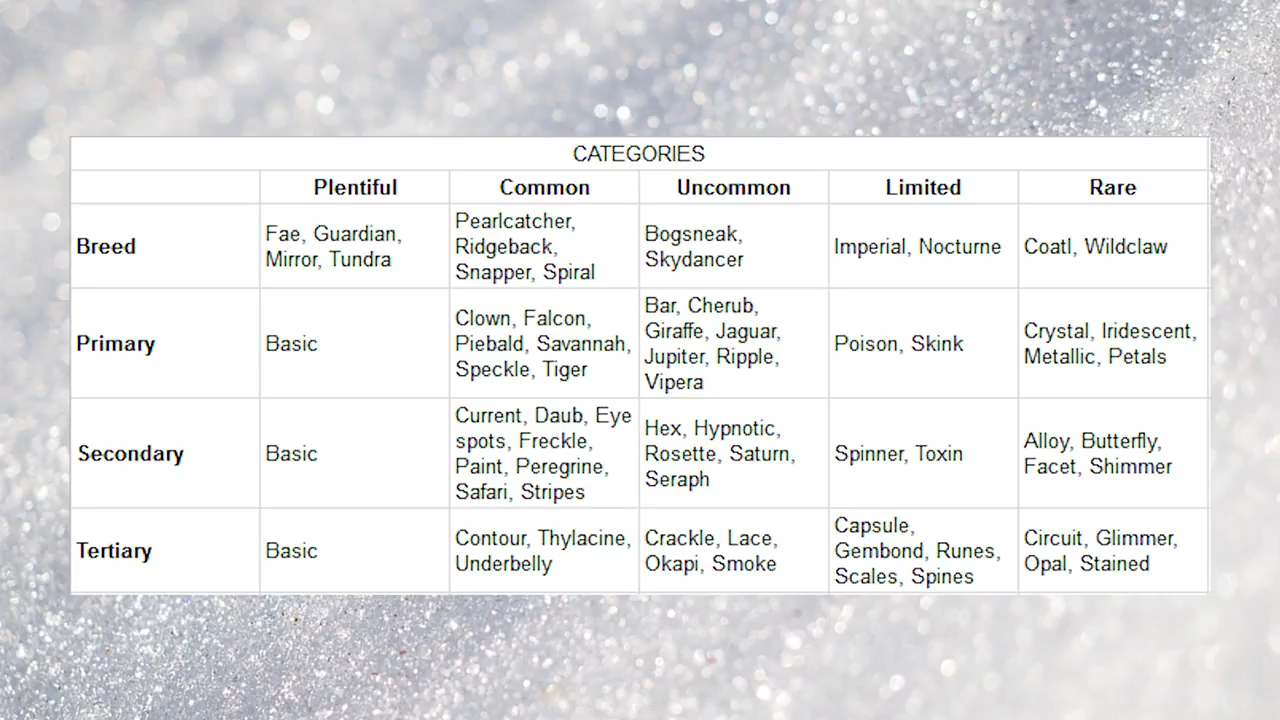 CATEGORIES
Plentiful Common Uncommon Limited Rare
Breed
Fae, Guardian,
Mirror, Tundra
Pearlcatcher,
Ridgeback,
Snapper, Spiral
Bogsneak,
Skydancer
Imperial, Nocturne
Coatl, Wildclaw
Primary
Basic
Clown, Falcon,
Piebald, Savannah,
Speckle, Tiger
Bar, Cherub,
Giraffe, Jaguar,
Jupiter, Ripple,
Vipera
Poison, Skink
Crystal, Iridescent,
Metallic, Petals
Secondary
Basic
Current, Daub, Eye
spots, Freckle,
Paint, Peregrine,
Safari, Stripes
Hex, Hypnotic,
Rosette, Saturn,
Seraph
Spinner, Toxin
Alloy, Butterfly,
Facet, Shimmer
Tertiary
Basic
Contour, Thylacine,
Underbelly
Crackle, Lace,
Okapi, Smoke
Capsule,
Gembond, Runes,
Scales, Spines
Circuit, Glimmer,
Opal, Stained